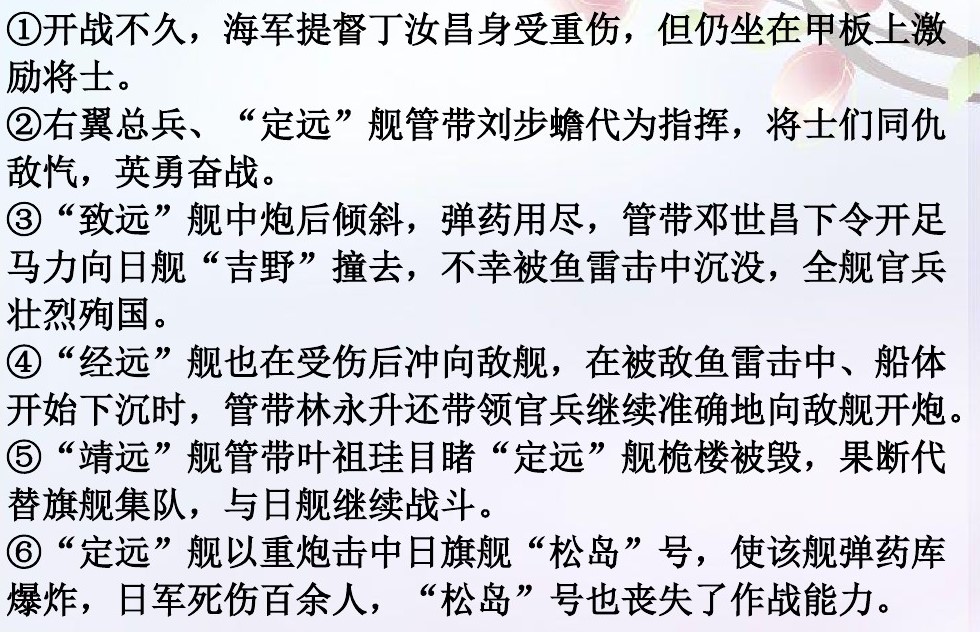 ①开战不久，海军提督丁汝昌身受重伤，但仍坐在甲板上激
励将士。
②右翼总兵、“定远”舰管带刘步蟾代为指挥，将士们同仇
敌忾，英勇奋战。
③“致远”舰中炮后倾斜，弹药用尽，管带邓世昌下令开足
马力向日舰“吉野”撞去，不幸被鱼雷击中沉没，全舰官兵
壮烈殉国。
④“经远”舰也在受伤后冲向敌舰，在被敌鱼雷击中、船体
开始下沉时，管带林永升还带领官兵继续准确地向敌舰开炮。
⑤“靖远”舰管带叶祖珪目睹“定远”舰桅楼被毁，果断代
替旗舰集队，与日舰继续战斗。
⑥“定远”舰以重炮击中日旗舰“松岛”号，使该舰弹药库
爆炸，日军死伤百余人，“松岛”号也丧失了作战能力。